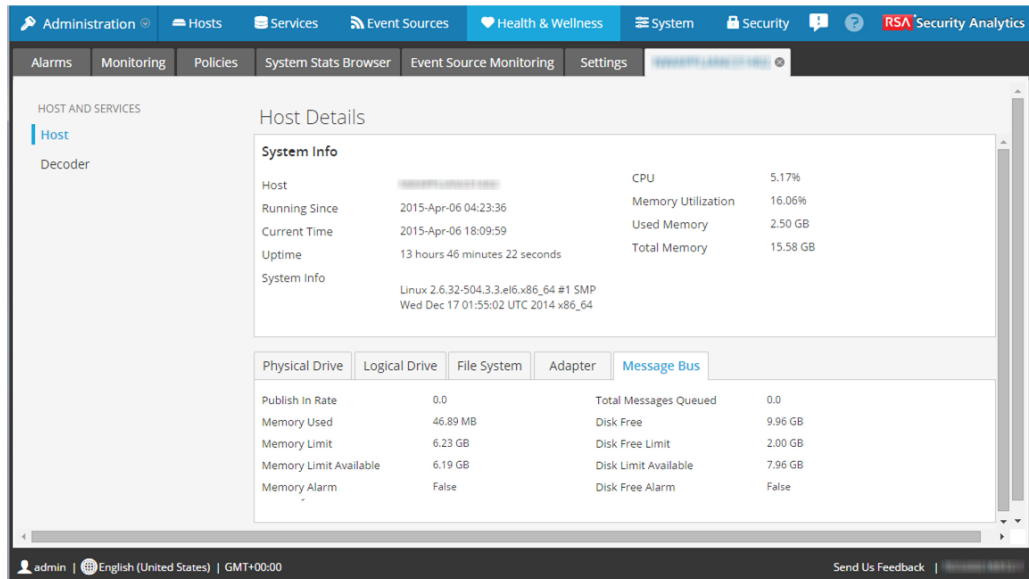 Administration Hosts Services Event Sources Health & Wellness System Security ! ? RSA Security Analytics
Alarms Monitoring Policies System Stats Browser Event Source Monitoring Settings
HOST AND SERVICES
Host
Decoder
Host Details
System Info
Host
Running Since 2015-Apr-06 04:23:36
Current Time 2015-Apr-06 18:09:59
Uptime 13 hours 46 minutes 22 seconds
System Info
Linux 2.6.32-504.3.3.el6.x86_64 #1 SMP
Wed Dec 17 01:55:02 UTC 2014 x86_64
CPU 5.17%
Memory Utilization 16.06%
Used Memory 2.50 GB
Total Memory 15.58 GB
Physical Drive Logical Drive File System Adapter Message Bus
Publish In Rate 0.0 Total Messages Queued 0.0
Memory Used 46.89 MB Disk Free 9.96 GB
Memory Limit 6.23 GB Disk Free Limit 2.00 GB
Memory Limit Available 6.19 GB Disk Limit Available 7.96 GB
Memory Alarm False Disk Free Alarm False
admin | English (United States) | GMT+00:00 Send Us Feedback |